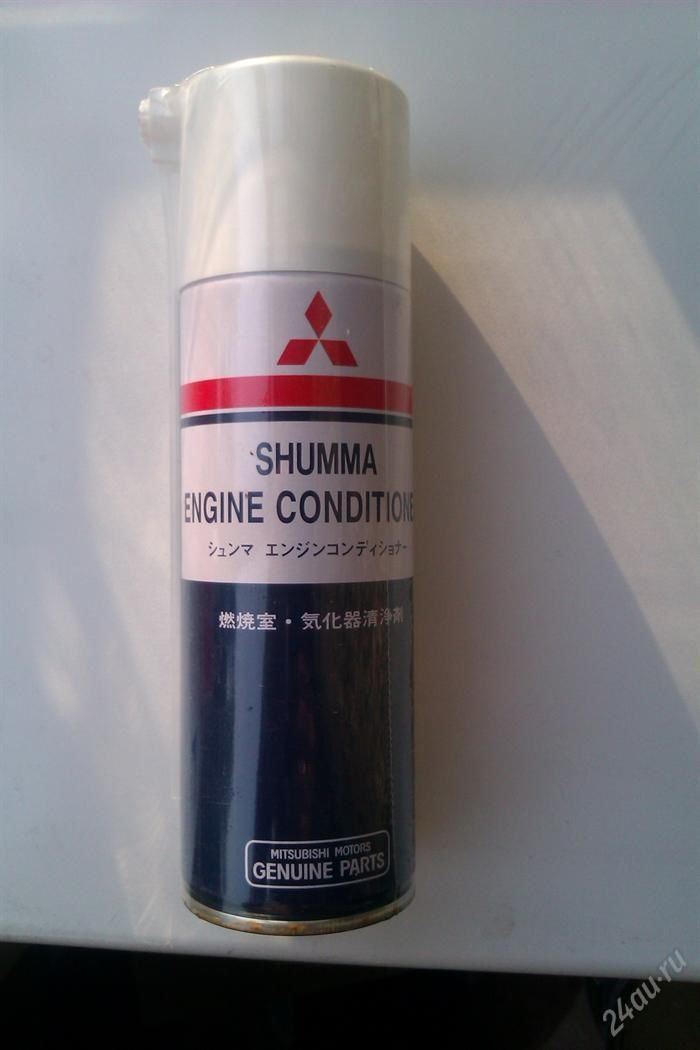 SHUMMA
ENGINE CONDITIONE
シュンマ エンジンコンディショナー
燃焼室・気化器清浄剤
MITSUBISHI MOTORS
GENUINE PARTS
24au.ru